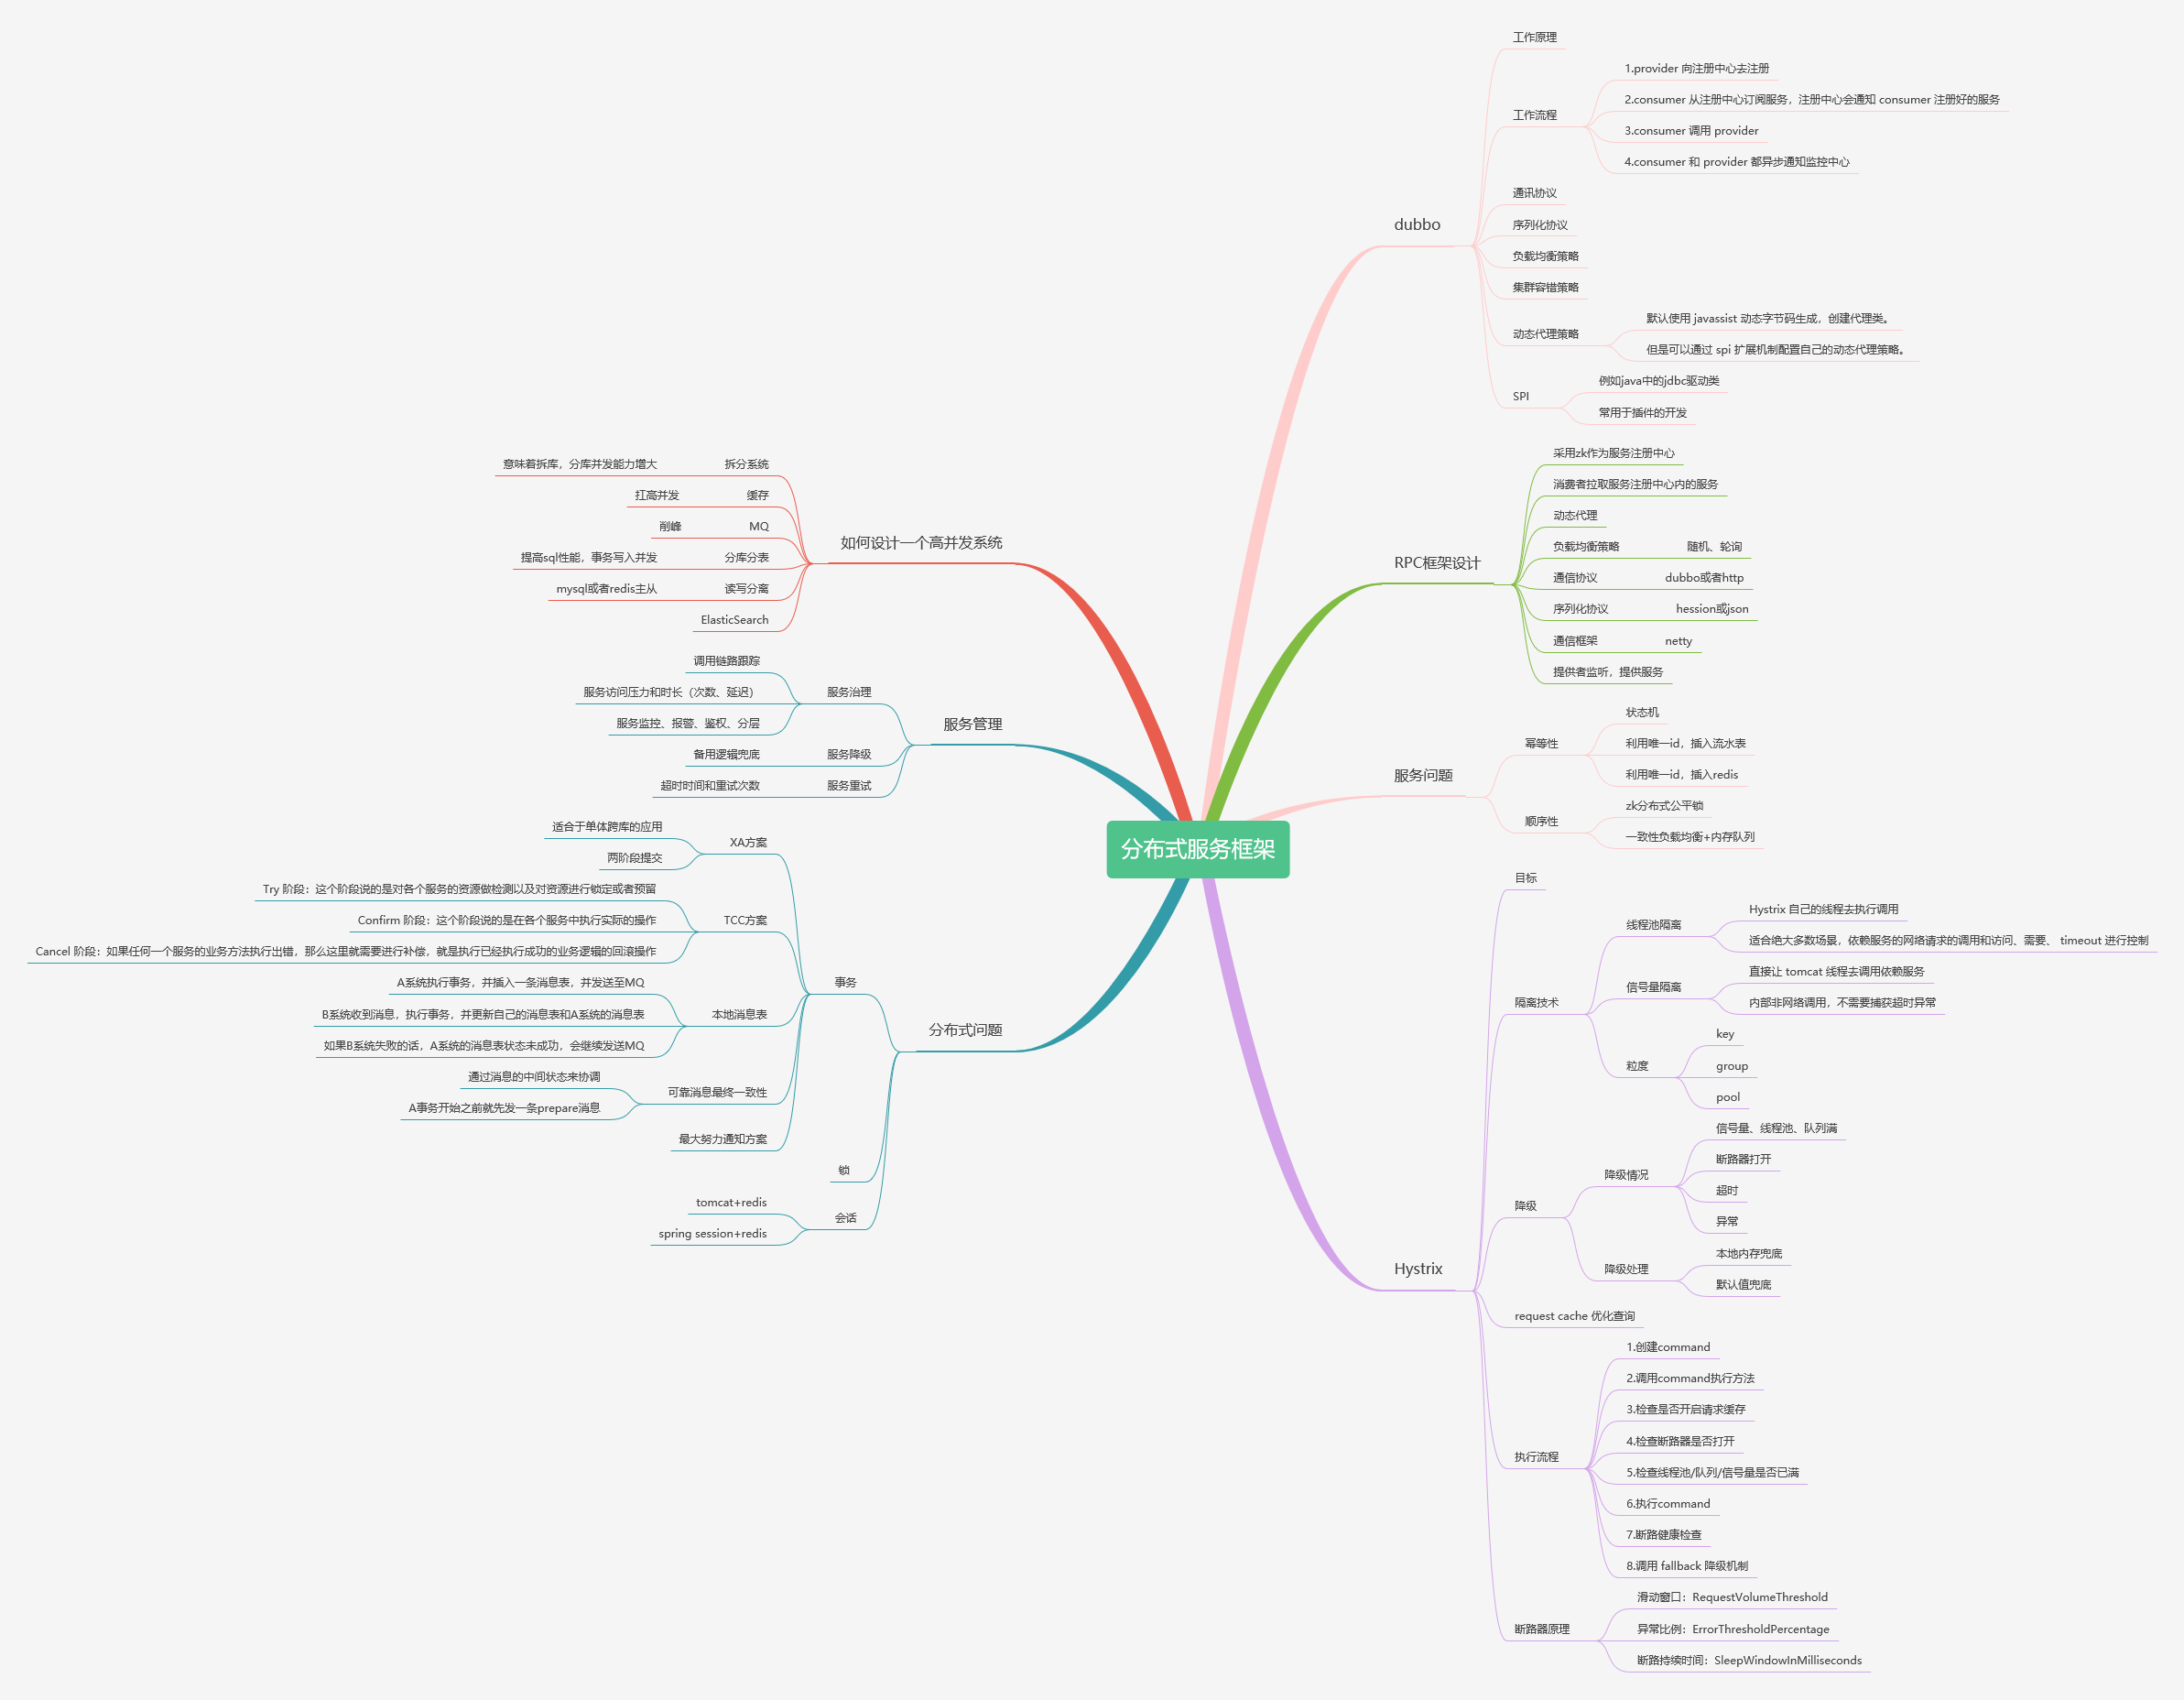 分布式服务框架
dubbo
工作原理
工作流程
1.provider 向注册中心去注册
2.consumer 从注册中心订阅服务，注册中心会通知 consumer 注册好的服务
3.consumer 调用 provider
4.consumer 和 provider 都异步通知监控中心
通讯协议
序列化协议
负载均衡策略
集群容错策略
动态代理策略
默认使用 javassist 动态字节码生成，创建代理类。
但是可以通过 spi 扩展机制配置自己的动态代理策略。
SPI
例如java中的jdbc驱动类
常用于插件的开发
RPC框架设计
采用zk作为服务注册中心
消费者拉取服务注册中心内的服务
动态代理
负载均衡策略
随机、轮询
通信协议
dubbo或者http
序列化协议
hession或json
通信框架
netty
提供者监听，提供服务
服务问题
幂等性
状态机
利用唯一id，插入流水表
利用唯一id，插入redis
顺序性
zk分布式公平锁
一致性负载均衡+内存队列
Hystrix
目标
隔离技术
线程池隔离
Hystrix 自己的线程去执行调用
适合绝大多数场景，依赖服务的网络请求的调用和访问、需要、 timeout 进行控制
信号量隔离
直接让 tomcat 线程去调用依赖服务
内部非网络调用，不需要捕获超时异常
粒度
key
group
pool
降级
降级情况
信号量、线程池、队列满
断路器打开
超时
异常
降级处理
本地内存兜底
默认值兜底
request cache 优化查询
执行流程
1.创建command
2.调用command执行方法
3.检查是否开启请求缓存
4.检查断路器是否打开
5.检查线程池/队列/信号量是否已满
6.执行command
7.断路健康检查
8.调用 fallback 降级机制
断路器原理
滑动窗口：RequestVolumeThreshold
异常比例：ErrorThresholdPercentage
断路持续时间：SleepWindowInMilliseconds
如何设计一个高并发系统
拆分系统
意味着拆库，分库并发能力增大
缓存
扛高并发
MQ
削峰
分库分表
提高sql性能，事务写入并发
读写分离
mysql或者redis主从
ElasticSearch
服务管理
服务治理
调用链路跟踪
服务访问压力和时长（次数、延迟）
服务监控、报警、鉴权、分层
服务降级
备用逻辑兜底
服务重试
超时时间和重试次数
分布式问题
事务
XA方案
适合于单体跨库的应用
两阶段提交
TCC方案
Try 阶段：这个阶段说的是对各个服务的资源做检测以及对资源进行锁定或者预留
Confirm 阶段：这个阶段说的是在各个服务中执行实际的操作
Cancel 阶段：如果任何一个服务的业务方法执行出错，那么这里就需要进行补偿，就是执行已经执行成功的业务逻辑的回滚操作
本地消息表
A系统执行事务，并插入一条消息表，并发送至MQ
B系统收到消息，执行事务，并更新自己的消息表和A系统的消息表
如果B系统失败的话，A系统的消息表状态未成功，会继续发送MQ
可靠消息最终一致性
通过消息的中间状态来协调
A事务开始之前就先发一条prepare消息
最大努力通知方案
锁
会话
tomcat+redis
spring session+redis